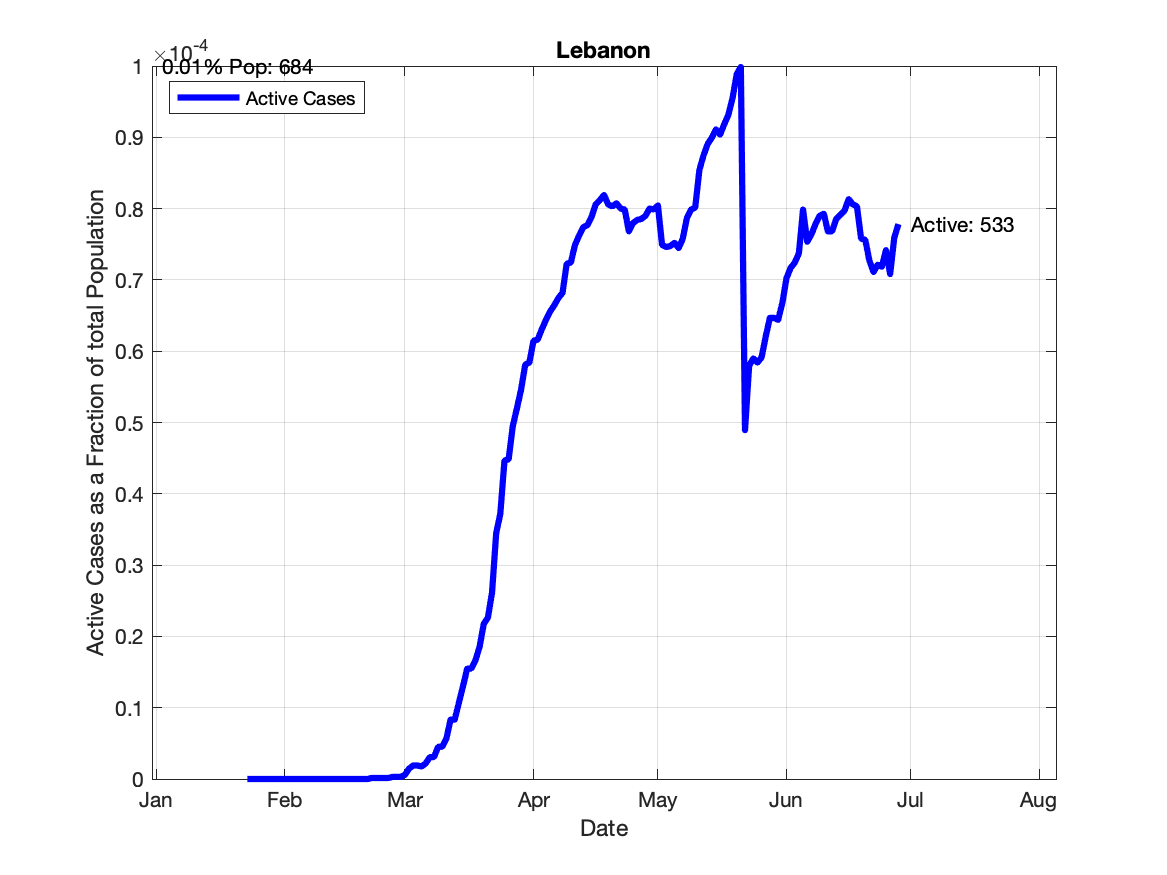 Lebanon
×10-4
0.01% Pop: 684
Active Cases
1
0.9
0.8
0.7
0.6
0.5
0.4
0.3
0.2
0.1
0
Active Cases as a Fraction of total Population
Active: 533
Jan Feb Mar Apr May Jun Jul Aug
Date